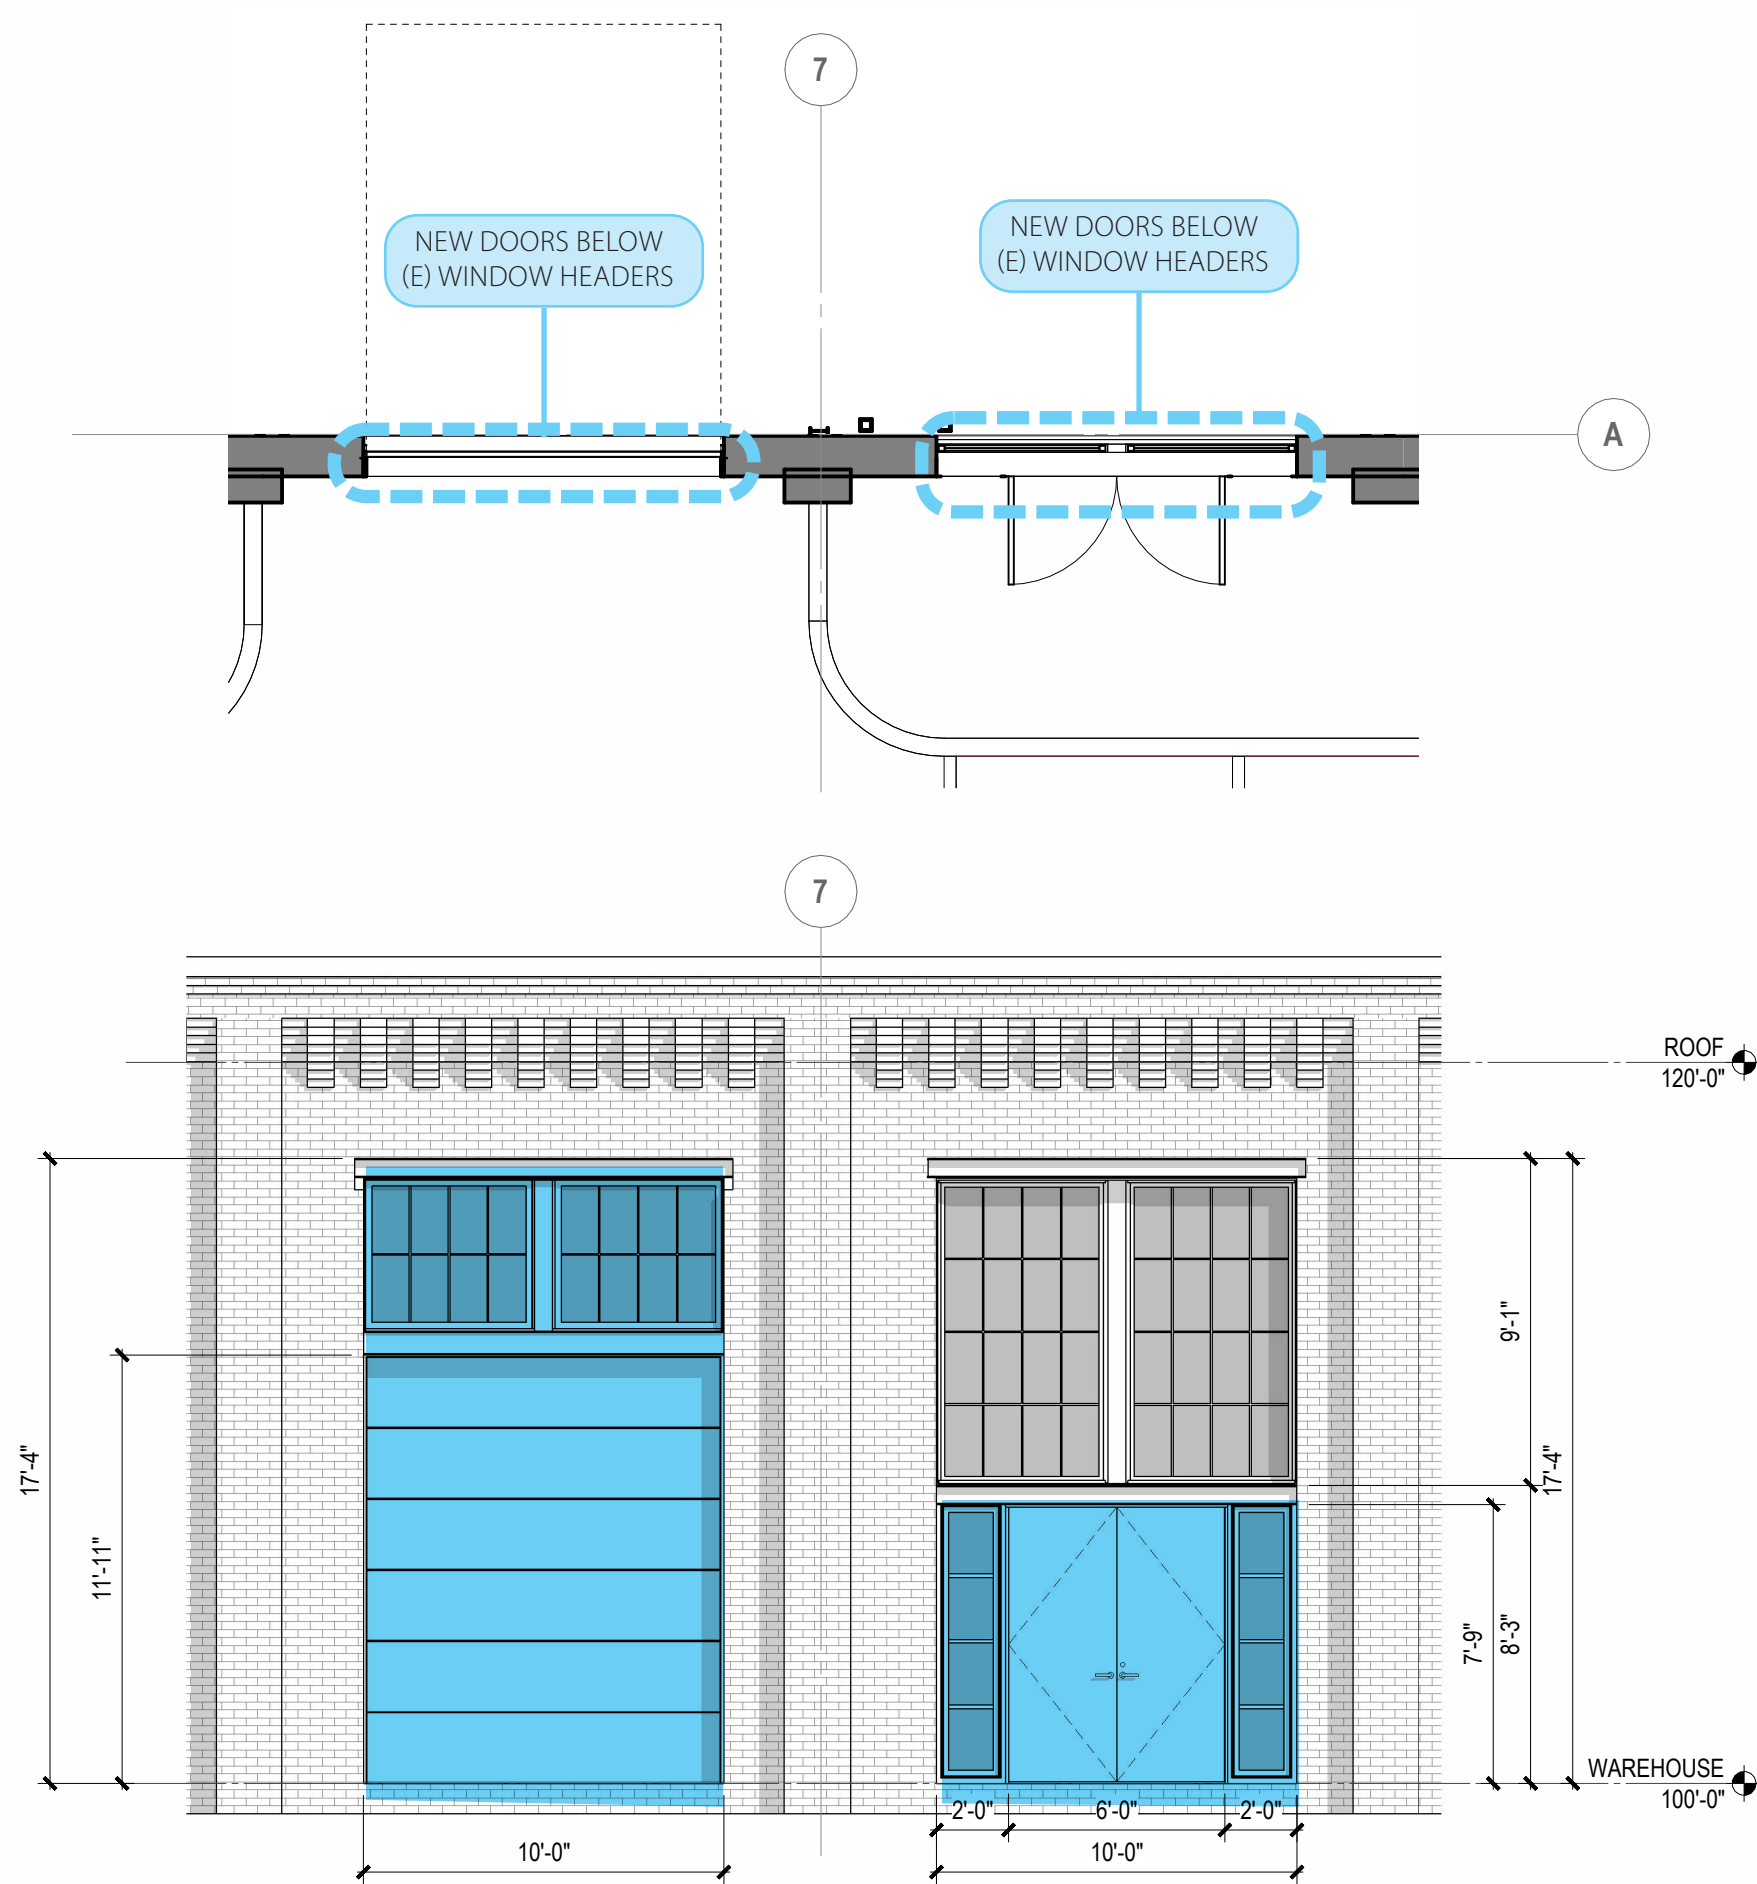 7
NEW DOORS BELOW
(E) WINDOW HEADERS
NEW DOORS BELOW
(E) WINDOW HEADERS
A
7
ROOF
120'-0"
17'-4"
11'-11"
9'-1"
17'-4"
7'-9"
8'-3"
WAREHOUSE
100'-0"
2'-0"
6'-0"
2'-0"
10'-0"
10'-0"